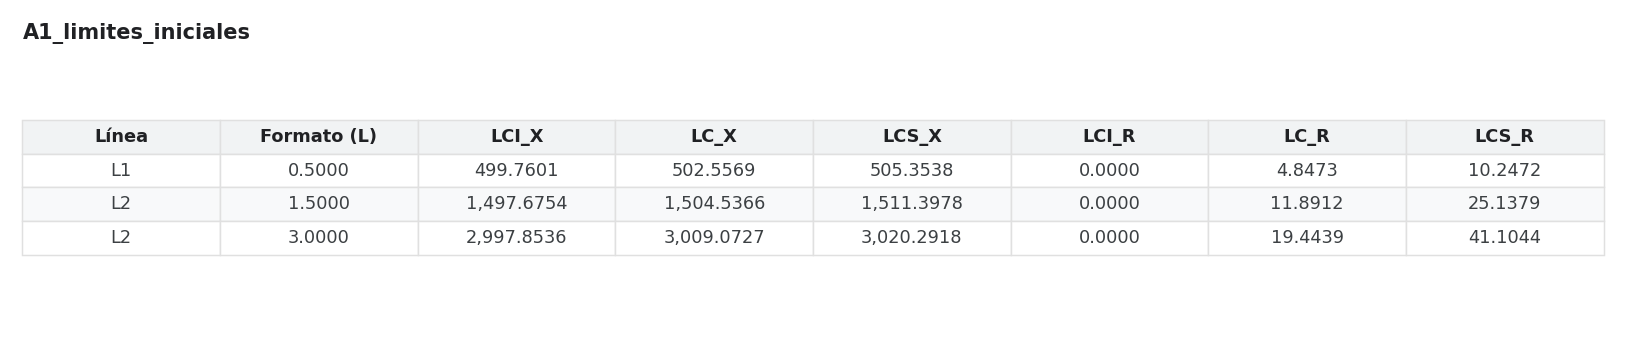 A1_limites_iniciales
Línea Formato (L) LCI_X LC_X LCS_X LCI_R LC_R LCS_R
L1 0.5000 499.7601 502.5569 505.3538 0.0000 4.8473 10.2472
L2 1.5000 1,497.6754 1,504.5366 1,511.3978 0.0000 11.8912 25.1379
L2 3.0000 2,997.8536 3,009.0727 3,020.2918 0.0000 19.4439 41.1044